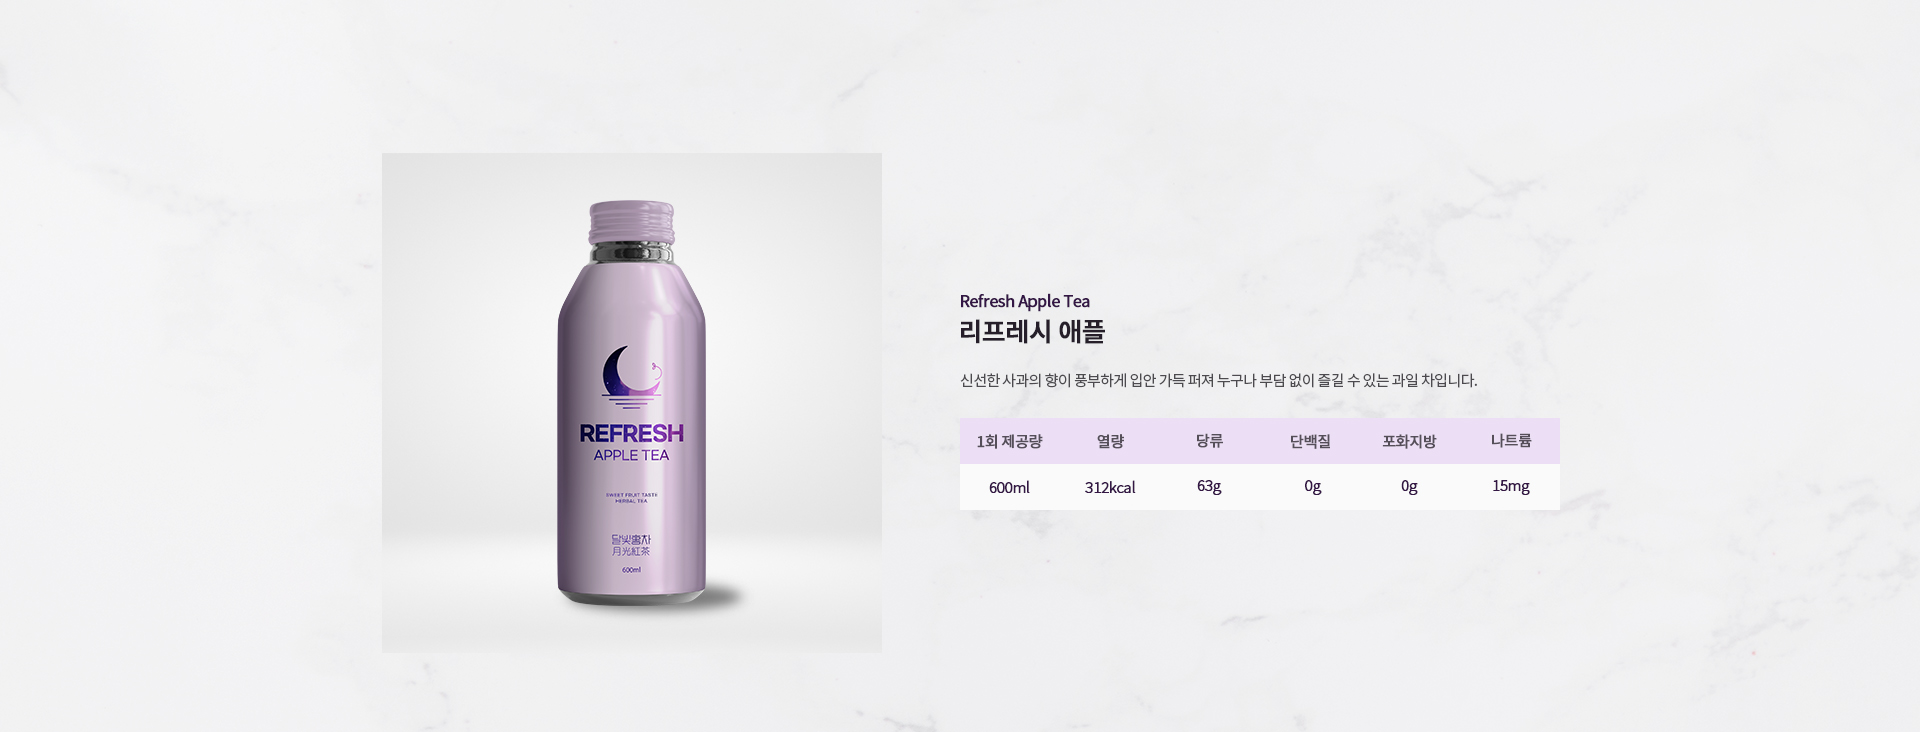 REFRESH
APPLE TEA
SWEET FRUIT TASTE
HERBAL TEA
달빛홍차
月光紅茶
600ml
Refresh Apple Tea
리프레시 애플
신선한 사과의 향이 풍부하게 입안 가득 퍼져 누구나 부담 없이 즐길 수 있는 과일 차입니다.
1회 제공량 열량 당류 단백질 포화지방 나트륨
600ml 312kcal 63g 0g 0g 15mg